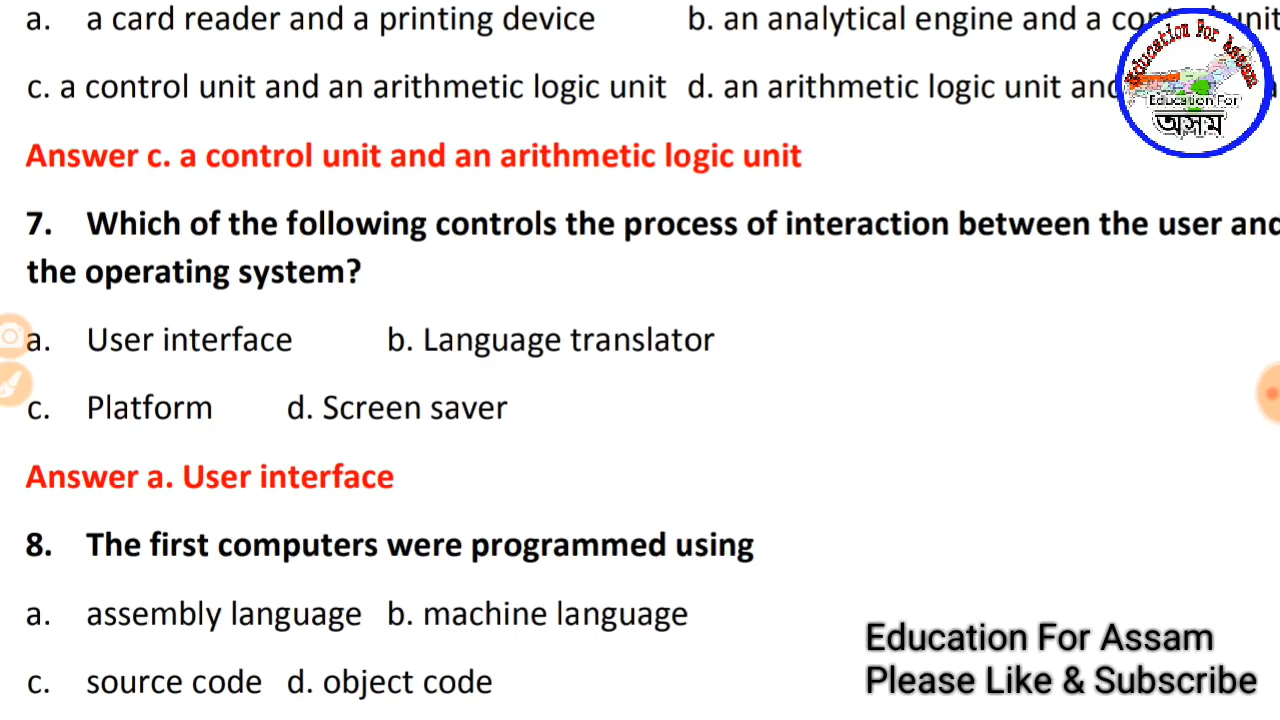 a. a card reader and a printing device b. an analytical engine and a
c. a control unit and an arithmetic logic unit d. an arithmetic logic unit and
Answer c. a control unit and an arithmetic logic unit
7. Which of the following controls the process of interaction between the user and
the operating system?
a. User interface b. Language translator
c. Platform d. Screen saver
Answer a. User interface
8. The first computers were programmed using
a. assembly language b. machine language
c. source code d. object code
Education For Assam
Education For
অসম
Education For Assam
Please Like & Subscribe